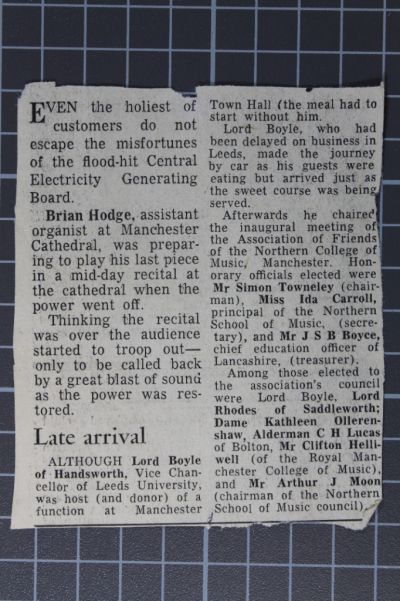 EVEN the holiest of
customers do not
escape the misfortunes
of the flood-hit Central
Electricity Generating
Board.
Brian Hodge, assistant
organist at Manchester
Cathedral, was prepar-
ing to play his last piece
in a mid-day recital at
the cathedral when the
power went off.
Thinking the recital
was over the audience
started to troop out—
only to be called back
by a great blast of sound
as the power was res-
tored.
Late arrival
ALTHOUGH Lord Boyle
of Handsworth, Vice Chan-
cellor of Leeds University,
was host (and donor) of a
function at Manchester
Town Hall (the meal had to
start without him.
Lord Boyle, who had
been delayed on business in
Leeds, made the journey
by car as his guests were
eating but arrived just as
the sweet course was being
served.
Afterwards he chaired
the inaugural meeting of
the Association of Friends
of the Northern College of
Music, Manchester. Hon-
orary officials elected were
Mr Simon Towneley (chair-
man), Miss Ida Carroll,
principal of the Northern
School of Music, (secre-
tary), and Mr J S B Boyce,
chief education officer of
Lancashire, (treasurer).
Among those elected to
the association's council
were Lord Boyle, Lord
Rhodes of Saddleworth;
Dame Kathleen Olleren-
shaw, Alderman C H Lucas
of Bolton, Mr Clifton Helli-
well (of the Royal Man-
chester College of Music),
and Mr Arthur J Moon
(chairman of the Northern
School of Music council).